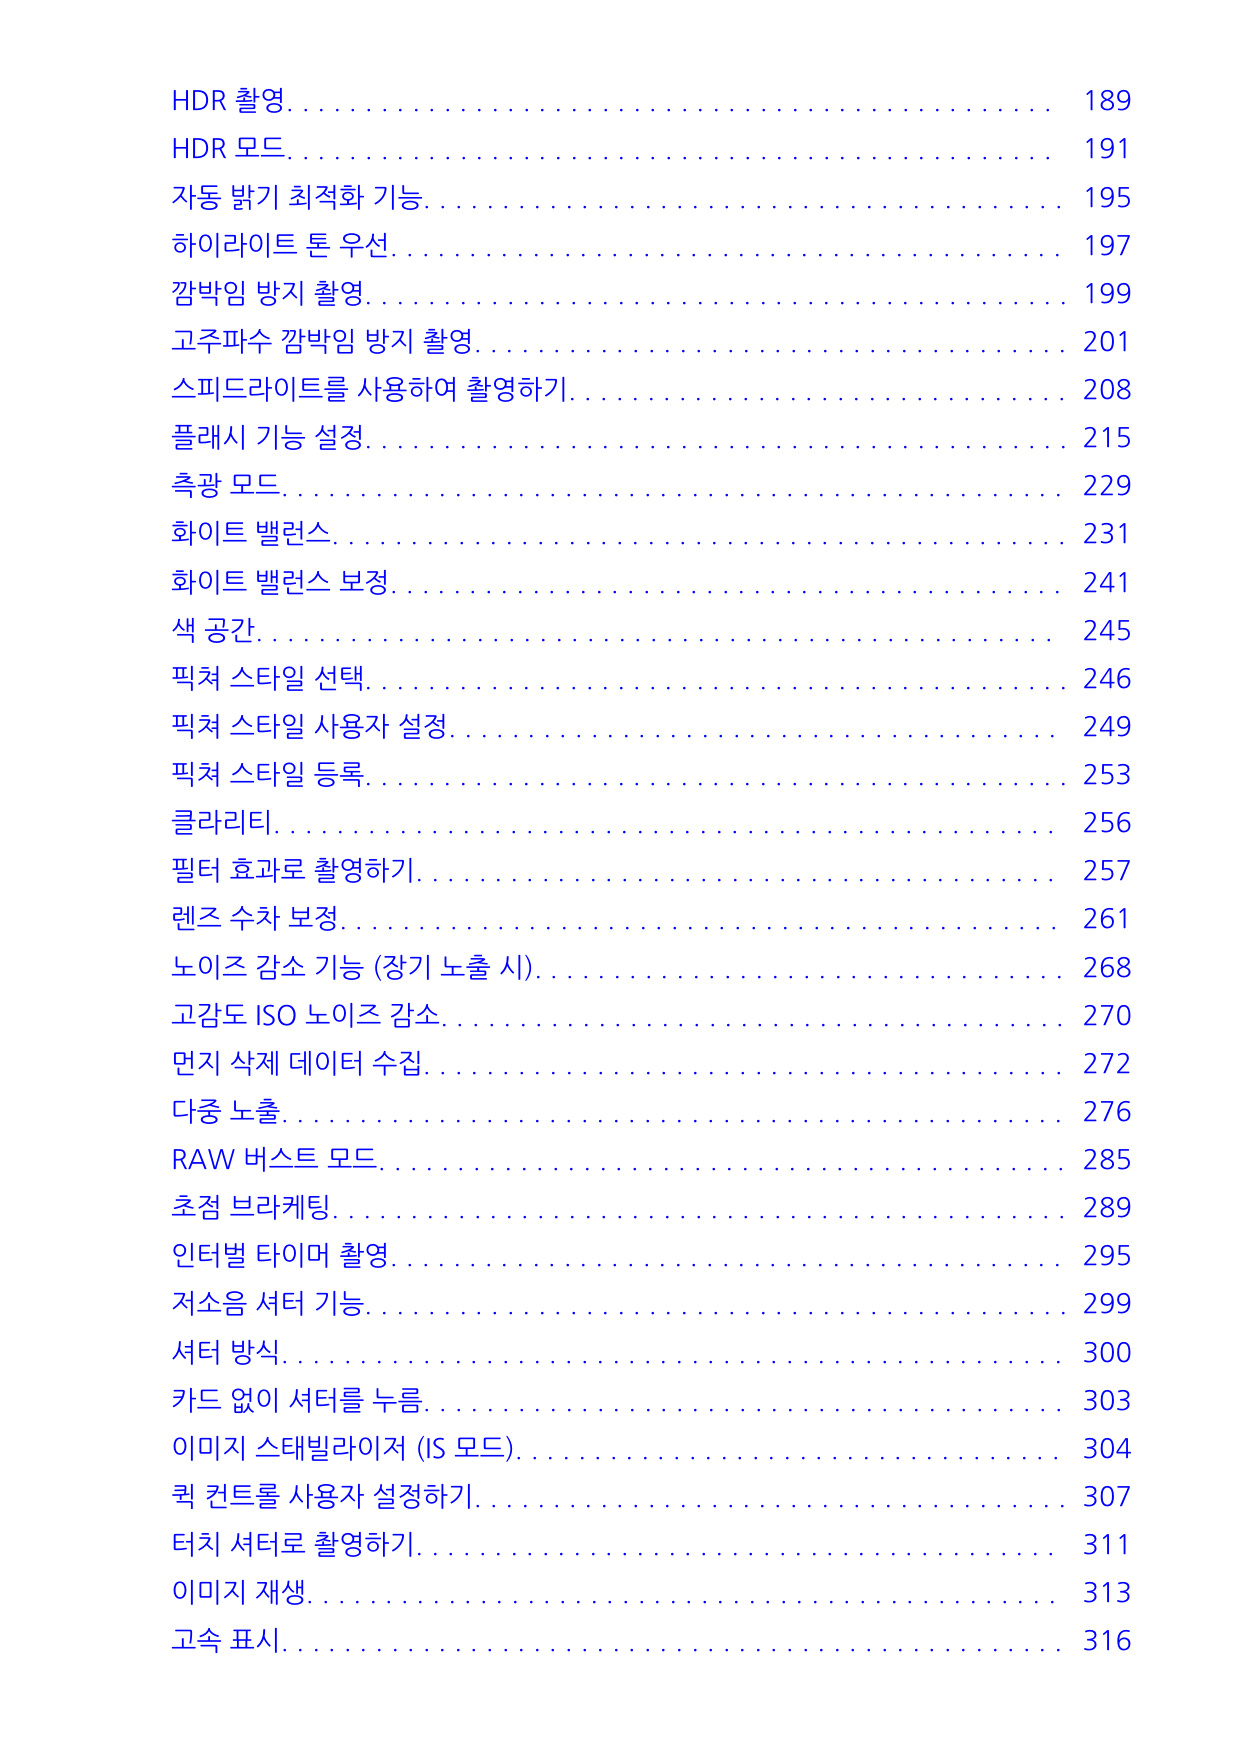 HDR 촬영. . . . . . . . . . . . . . . . . . . . . . . . . . . . . . . . . . . . . . . . . . . . . . . . . 189
HDR 모드. . . . . . . . . . . . . . . . . . . . . . . . . . . . . . . . . . . . . . . . . . . . . . . . . 191
자동 밝기 최적화 기능. . . . . . . . . . . . . . . . . . . . . . . . . . . . . . . . . . . . . . . . . 195
하이라이트 톤 우선. . . . . . . . . . . . . . . . . . . . . . . . . . . . . . . . . . . . . . . . . . . 197
깜박임 방지 촬영. . . . . . . . . . . . . . . . . . . . . . . . . . . . . . . . . . . . . . . . . . . . . 199
고주파수 깜박임 방지 촬영. . . . . . . . . . . . . . . . . . . . . . . . . . . . . . . . . . . . . . 201
스피드라이트를 사용하여 촬영하기. . . . . . . . . . . . . . . . . . . . . . . . . . . . . . . . 208
플래시 기능 설정. . . . . . . . . . . . . . . . . . . . . . . . . . . . . . . . . . . . . . . . . . . . . 215
측광 모드. . . . . . . . . . . . . . . . . . . . . . . . . . . . . . . . . . . . . . . . . . . . . . . . . . 229
화이트 밸런스. . . . . . . . . . . . . . . . . . . . . . . . . . . . . . . . . . . . . . . . . . . . . . . 231
화이트 밸런스 보정. . . . . . . . . . . . . . . . . . . . . . . . . . . . . . . . . . . . . . . . . . . 241
색 공간. . . . . . . . . . . . . . . . . . . . . . . . . . . . . . . . . . . . . . . . . . . . . . . . . . . 245
픽쳐 스타일 선택. . . . . . . . . . . . . . . . . . . . . . . . . . . . . . . . . . . . . . . . . . . . . 246
픽쳐 스타일 사용자 설정. . . . . . . . . . . . . . . . . . . . . . . . . . . . . . . . . . . . . . . 249
픽쳐 스타일 등록. . . . . . . . . . . . . . . . . . . . . . . . . . . . . . . . . . . . . . . . . . . . . 253
클라리티. . . . . . . . . . . . . . . . . . . . . . . . . . . . . . . . . . . . . . . . . . . . . . . . . . 256
필터 효과로 촬영하기. . . . . . . . . . . . . . . . . . . . . . . . . . . . . . . . . . . . . . . . . 257
렌즈 수차 보정. . . . . . . . . . . . . . . . . . . . . . . . . . . . . . . . . . . . . . . . . . . . . . 261
노이즈 감소 기능 (장기 노출 시). . . . . . . . . . . . . . . . . . . . . . . . . . . . . . . . . . 268
고감도 ISO 노이즈 감소. . . . . . . . . . . . . . . . . . . . . . . . . . . . . . . . . . . . . . . . 270
먼지 삭제 데이터 수집. . . . . . . . . . . . . . . . . . . . . . . . . . . . . . . . . . . . . . . . . 272
다중 노출. . . . . . . . . . . . . . . . . . . . . . . . . . . . . . . . . . . . . . . . . . . . . . . . . . 276
RAW 버스트 모드. . . . . . . . . . . . . . . . . . . . . . . . . . . . . . . . . . . . . . . . . . . . 285
초점 브라케팅. . . . . . . . . . . . . . . . . . . . . . . . . . . . . . . . . . . . . . . . . . . . . . . 289
인터벌 타이머 촬영. . . . . . . . . . . . . . . . . . . . . . . . . . . . . . . . . . . . . . . . . . . 295
저소음 셔터 기능. . . . . . . . . . . . . . . . . . . . . . . . . . . . . . . . . . . . . . . . . . . . . 299
셔터 방식. . . . . . . . . . . . . . . . . . . . . . . . . . . . . . . . . . . . . . . . . . . . . . . . . . 300
카드 없이 셔터를 누름. . . . . . . . . . . . . . . . . . . . . . . . . . . . . . . . . . . . . . . . . 303
이미지 스태빌라이저 (IS 모드). . . . . . . . . . . . . . . . . . . . . . . . . . . . . . . . . . . 304
퀵 컨트롤 사용자 설정하기. . . . . . . . . . . . . . . . . . . . . . . . . . . . . . . . . . . . . . 307
터치 셔터로 촬영하기. . . . . . . . . . . . . . . . . . . . . . . . . . . . . . . . . . . . . . . . . 311
이미지 재생. . . . . . . . . . . . . . . . . . . . . . . . . . . . . . . . . . . . . . . . . . . . . . . . 313
고속 표시. . . . . . . . . . . . . . . . . . . . . . . . . . . . . . . . . . . . . . . . . . . . . . . . . . 316